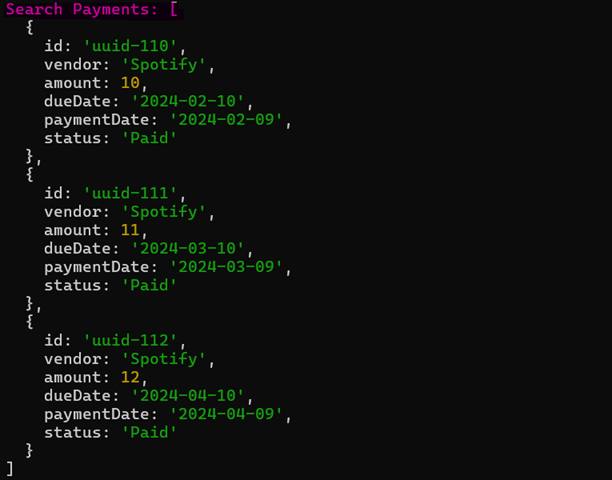 Search Payments: [
  {
    id: 'uuid-110',
    vendor: 'Spotify',
    amount: 10,
    dueDate: '2024-02-10',
    paymentDate: '2024-02-09',
    status: 'Paid'
  },
  {
    id: 'uuid-111',
    vendor: 'Spotify',
    amount: 11,
    dueDate: '2024-03-10',
    paymentDate: '2024-03-09',
    status: 'Paid'
  },
  {
    id: 'uuid-112',
    vendor: 'Spotify',
    amount: 12,
    dueDate: '2024-04-10',
    paymentDate: '2024-04-09',
    status: 'Paid'
  }
]